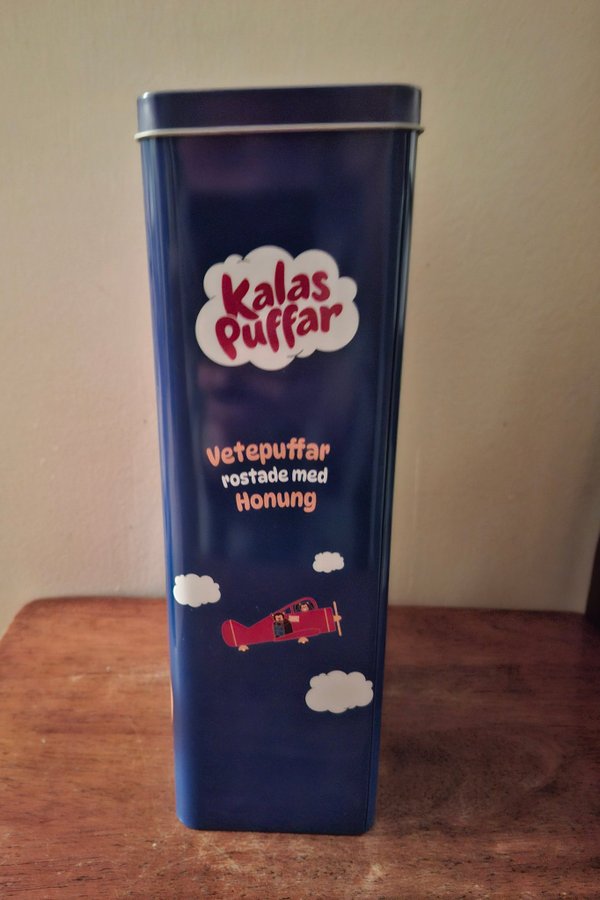 Kalas
Puffar
Vetepuffar
rostade med
Honung